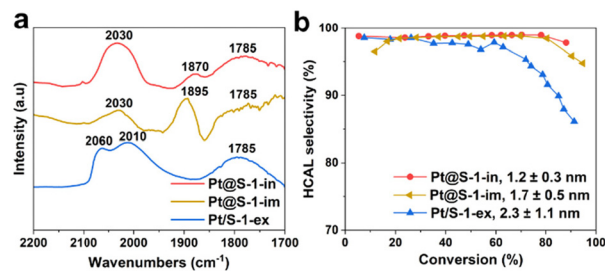 a
2030
1870
1785
2030
1895
1785
2060
2010
1785
Pt@S-1-in
Pt@S-1-im
Pt/S-1-ex
Intensity (a.u)
2200 2100 2000 1900 1800 1700
Wavenumbers (cm⁻¹)
b
HCAL selectivity (%)
100
95
90
85
80
Pt@S-1-in, 1.2 ± 0.3 nm
Pt@S-1-im, 1.7 ± 0.5 nm
Pt/S-1-ex, 2.3 ± 1.1 nm
0 20 40 60 80 100
Conversion (%)